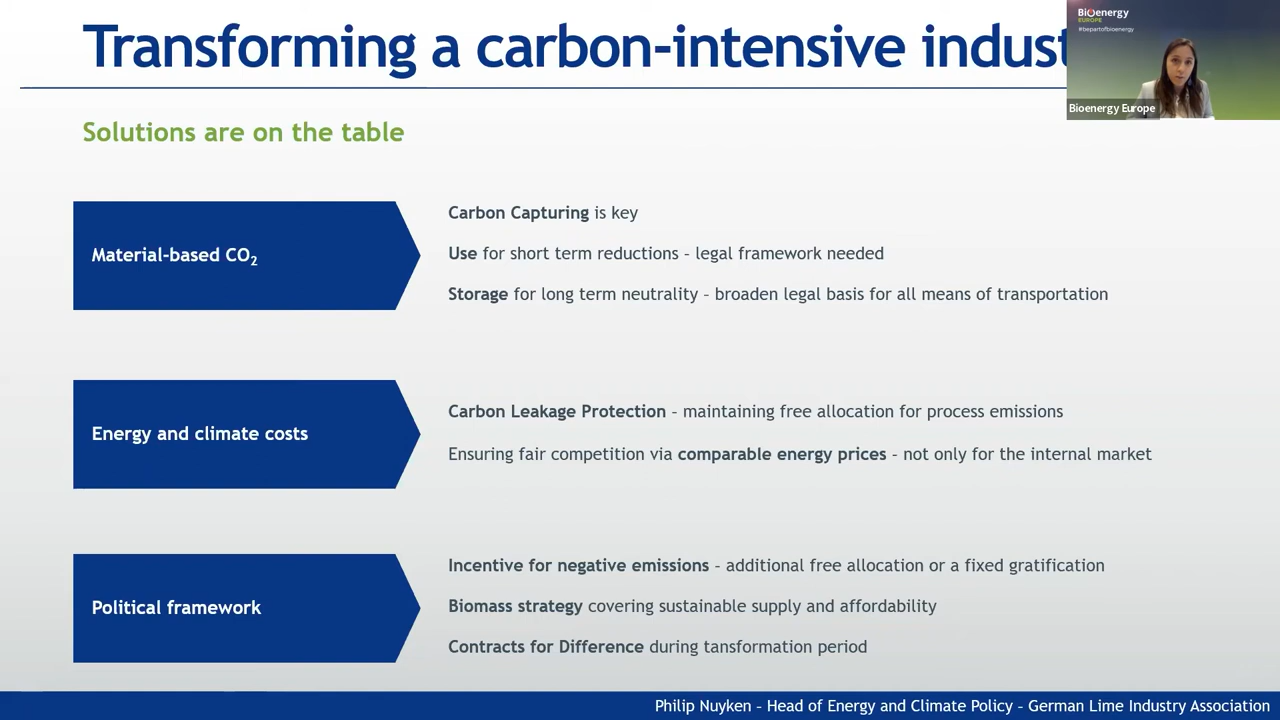 Transforming a carbon-intensive indust
Bioenergy
EUROPE
#bepartofbioenergy
Bioenergy Europe
Solutions are on the table
Material-based CO₂
Carbon Capturing is key
Use for short term reductions – legal framework needed
Storage for long term neutrality – broaden legal basis for all means of transportation
Energy and climate costs
Carbon Leakage Protection – maintaining free allocation for process emissions
Ensuring fair competition via comparable energy prices – not only for the internal market
Political framework
Incentive for negative emissions – additional free allocation or a fixed gratification
Biomass strategy covering sustainable supply and affordability
Contracts for Difference during tansformation period
Philip Nuyken – Head of Energy and Climate Policy – German Lime Industry Association